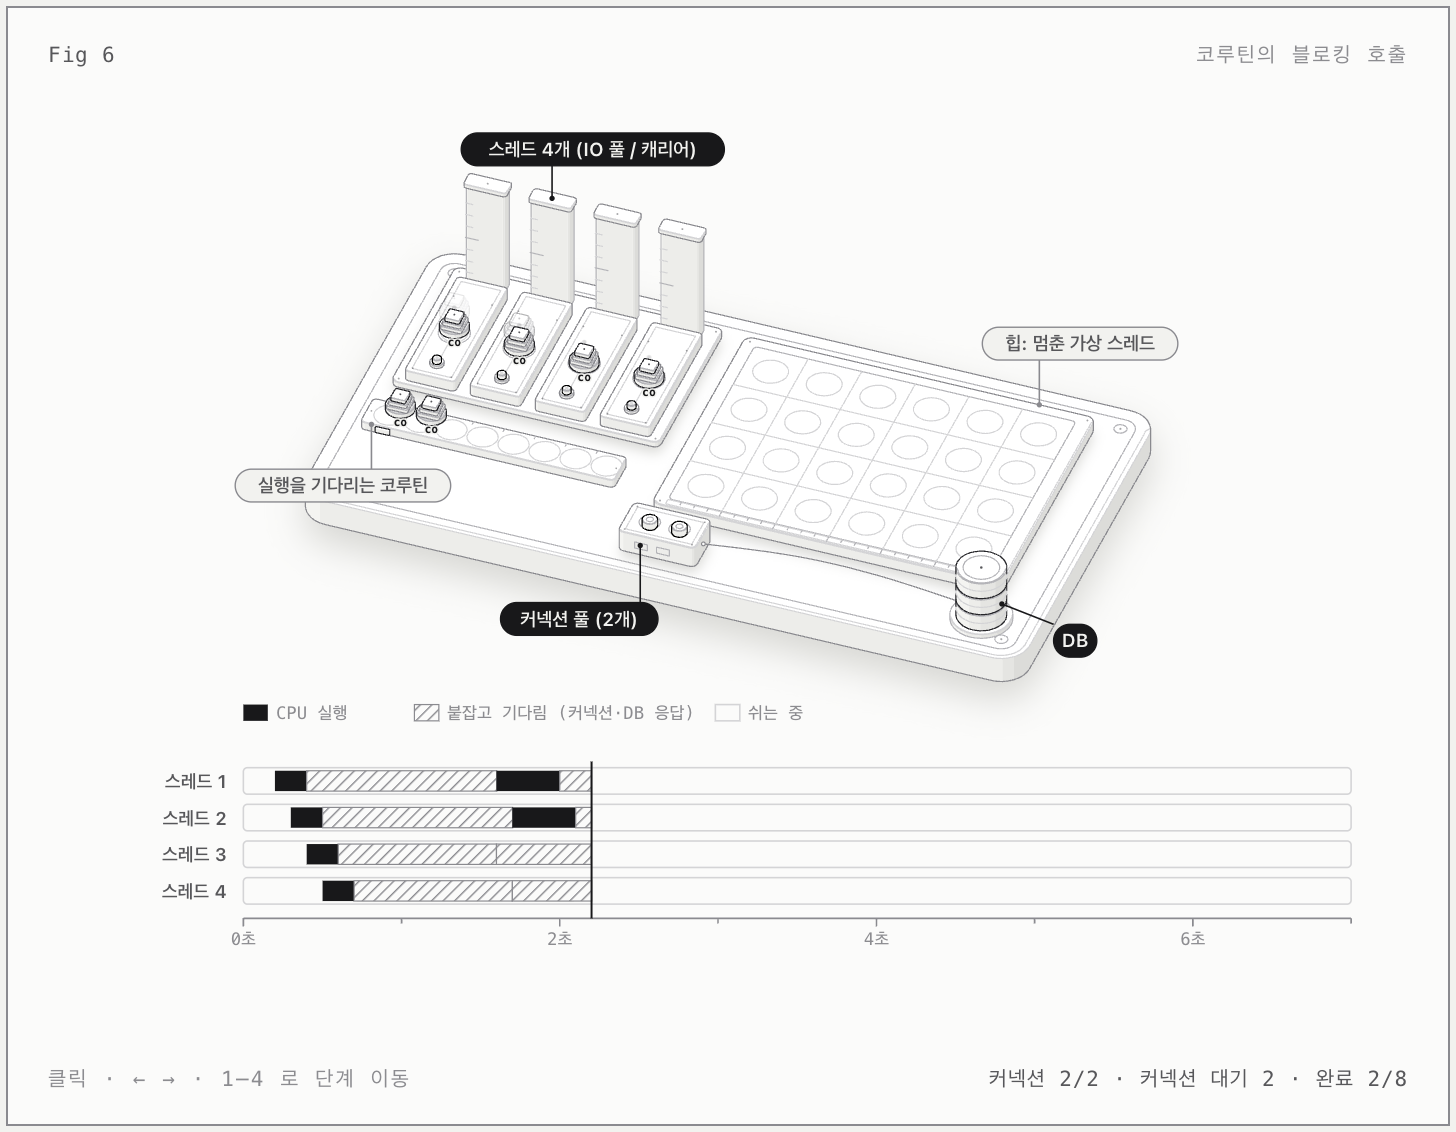 Fig 6
코루틴의 블로킹 호출
스레드 4개 (IO 풀 / 캐리어)
힙: 멈춘 가상 스레드
co
co
co
co
co
co
실행을 기다리는 코루틴
커넥션 풀 (2개)
DB
CPU 실행
붙잡고 기다림 (커넥션·DB 응답)
쉬는 중
스레드 1
스레드 2
스레드 3
스레드 4
0초
2초
4초
6초
클릭 · ← → · 1–4 로 단계 이동
커넥션 2/2 · 커넥션 대기 2 · 완료 2/8